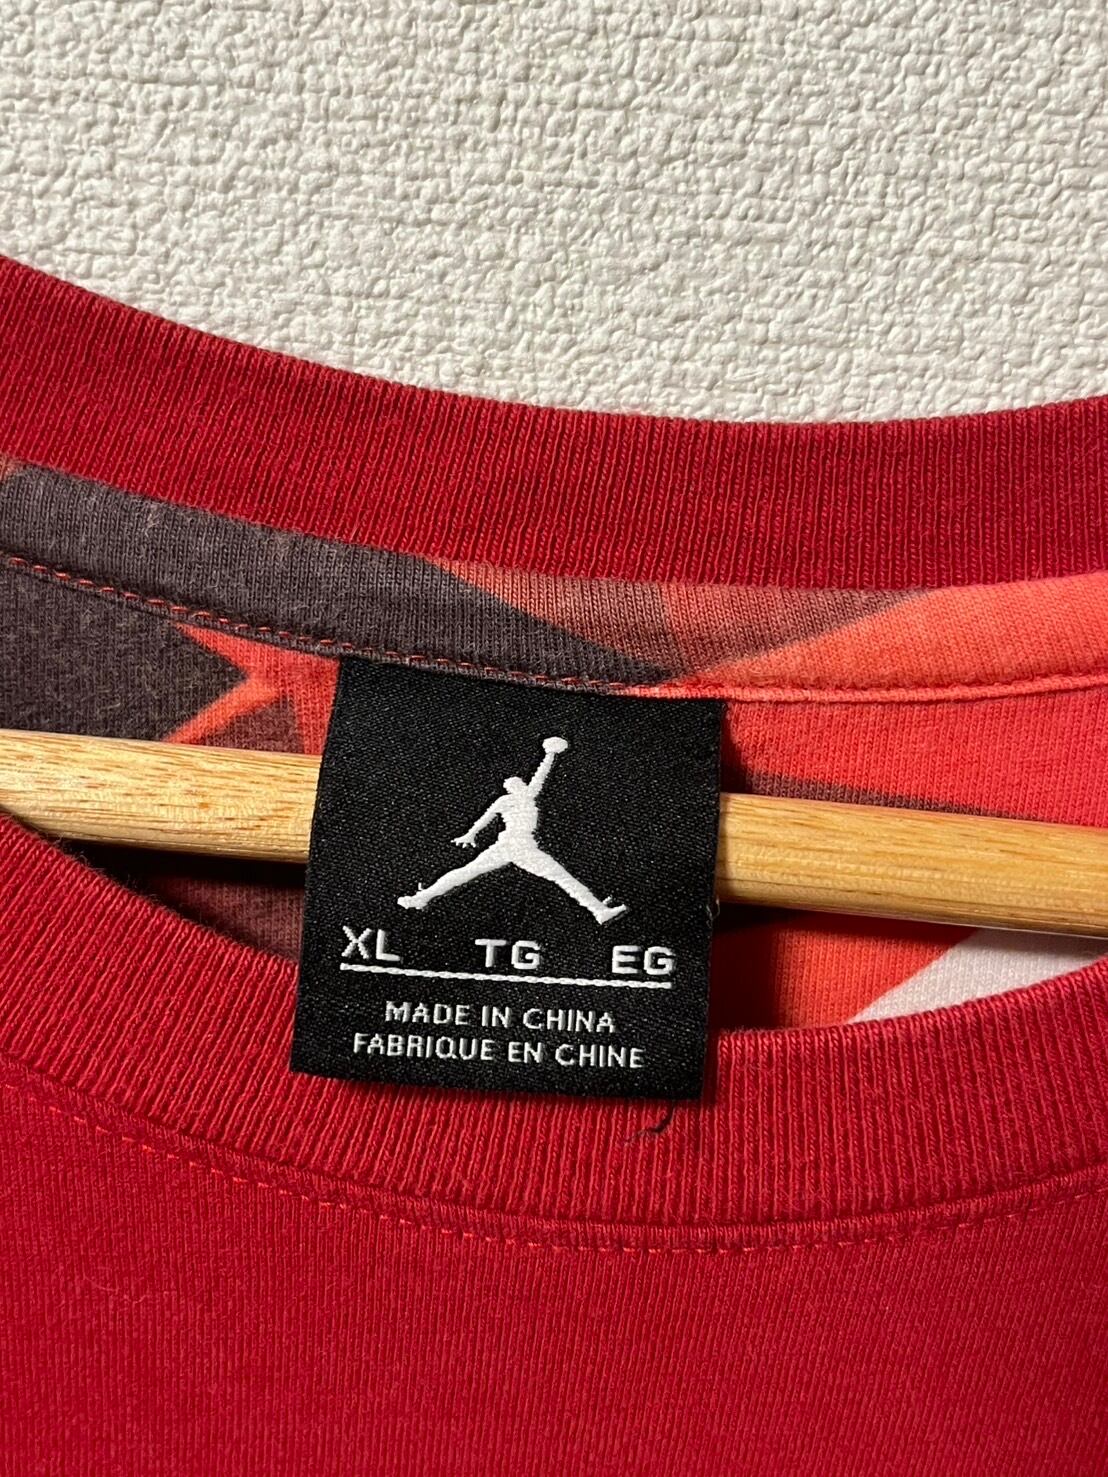 XL TG EG
MADE IN CHINA
FABRIQUE EN CHINE